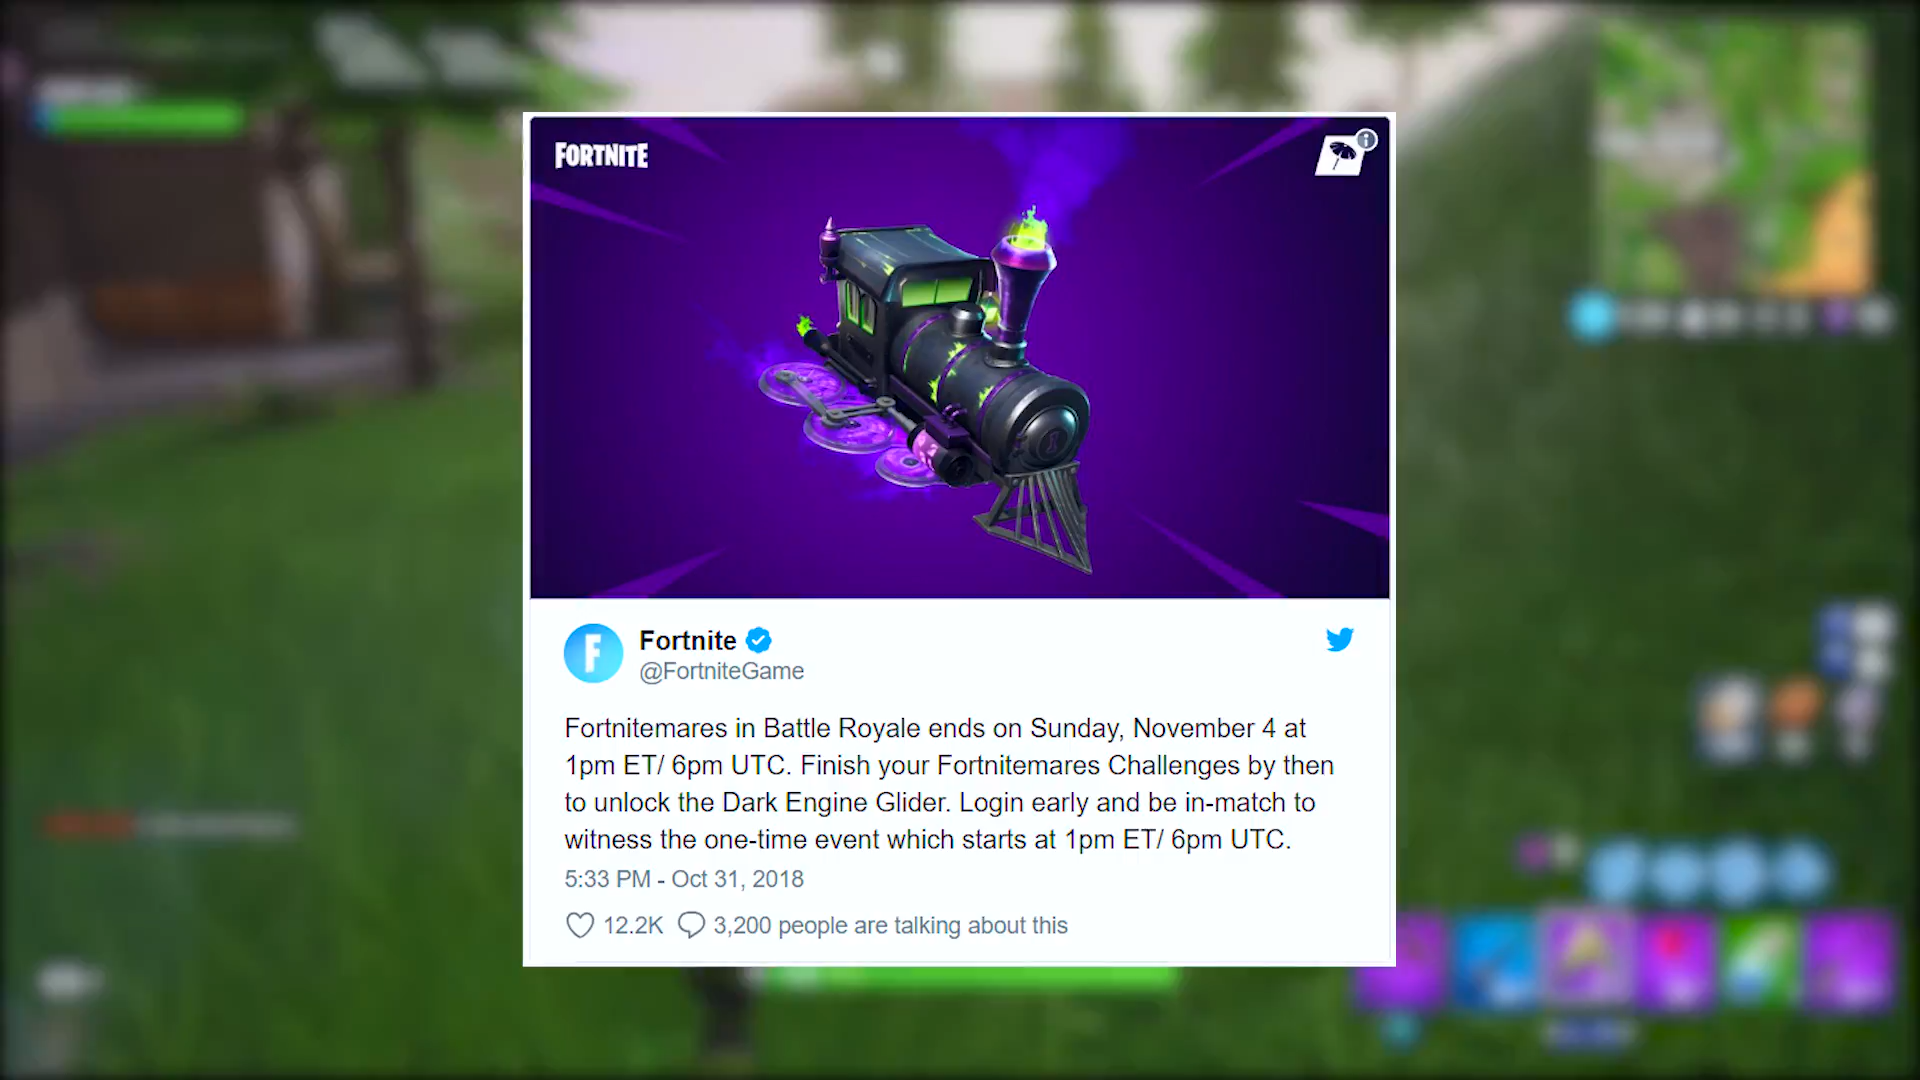 FORTNITE
Fortnite
@FortniteGame
Fortnitemares in Battle Royale ends on Sunday, November 4 at
1pm ET/ 6pm UTC. Finish your Fortnitemares Challenges by then
to unlock the Dark Engine Glider. Login early and be in-match to
witness the one-time event which starts at 1pm ET/ 6pm UTC.
5:33 PM - Oct 31, 2018
12.2K 3,200 people are talking about this